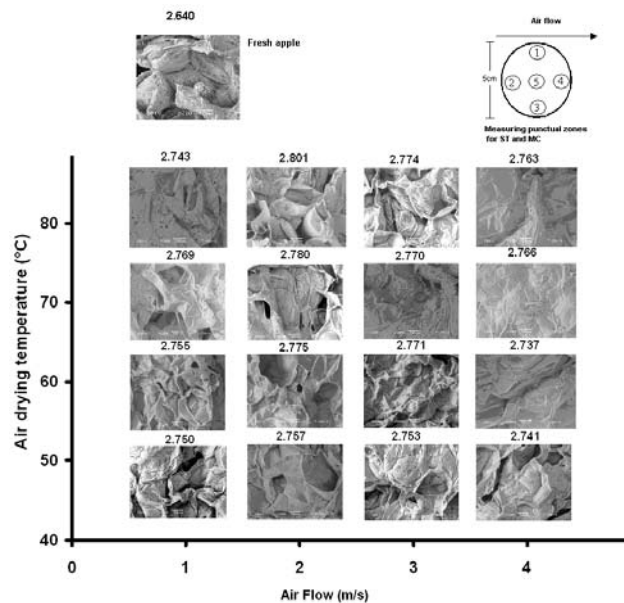 2.640
Fresh apple
Air flow
5cm
1
2 5 4
3
Measuring punctual zones
for ST and MC
2.743 2.801 2.774 2.763
80
2.769 2.780 2.770 2.766
70
2.755 2.775 2.771 2.737
60
2.750 2.757 2.753 2.741
50
40
Air drying temperature (°C)
0 1 2 3 4
Air Flow (m/s)